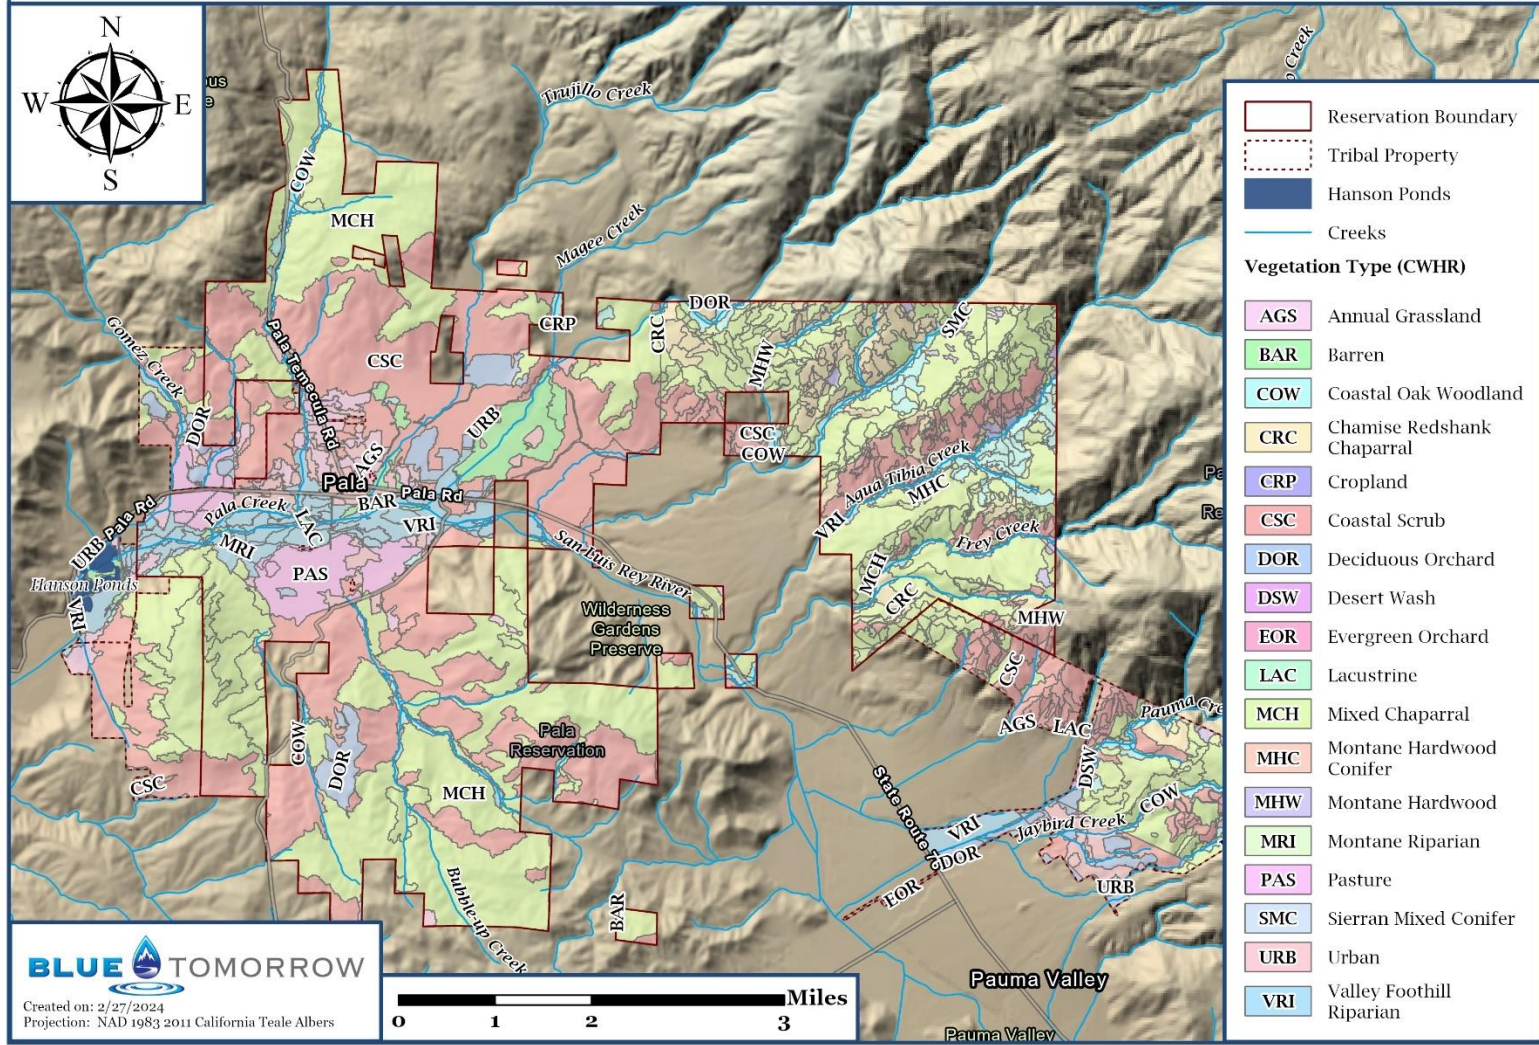 N
W
E
S
Trujillo Creek
Creek
COW
MCH
Magee Creek
DOR
CRP
CRC
SMC
MHW
Gomez Creek
Pala Temecula Rd
CSC
DOR
URB
AGS
CSC
COW
Pala
Pala Rd
Agua Tibia Creek
MHC
Pala Rd
Pala Creek
BAR
LAC
VRI
VRI
MRI
URB
Hanson Ponds
VRI
PAS
San Luis Rey River
Frey Creek
MCH
CRC
MHW
Wilderness
Gardens
Preserve
CSC
AGS
LAC
Pauma Cre
DSW
COW
DOR
Pala
Reservation
CSC
MCH
COW
State Route 76
VRI
Jaybird Creek
DOR
EOR
URB
BAR
Bubble-up Creek
Pauma Valley
Pauma Valley
Reservation Boundary
Tribal Property
Hanson Ponds
Creeks
Vegetation Type (CWHR)
AGS Annual Grassland
BAR Barren
COW Coastal Oak Woodland
CRC Chamise Redshank
Chaparral
CRP Cropland
CSC Coastal Scrub
DOR Deciduous Orchard
DSW Desert Wash
EOR Evergreen Orchard
LAC Lacustrine
MCH Mixed Chaparral
MHC Montane Hardwood
Conifer
MHW Montane Hardwood
MRI Montane Riparian
PAS Pasture
SMC Sierran Mixed Conifer
URB Urban
VRI Valley Foothill
Riparian
BLUE TOMORROW
Created on: 2/27/2024
Projection: NAD 1983 2011 California Teale Albers
Miles
0 1 2 3